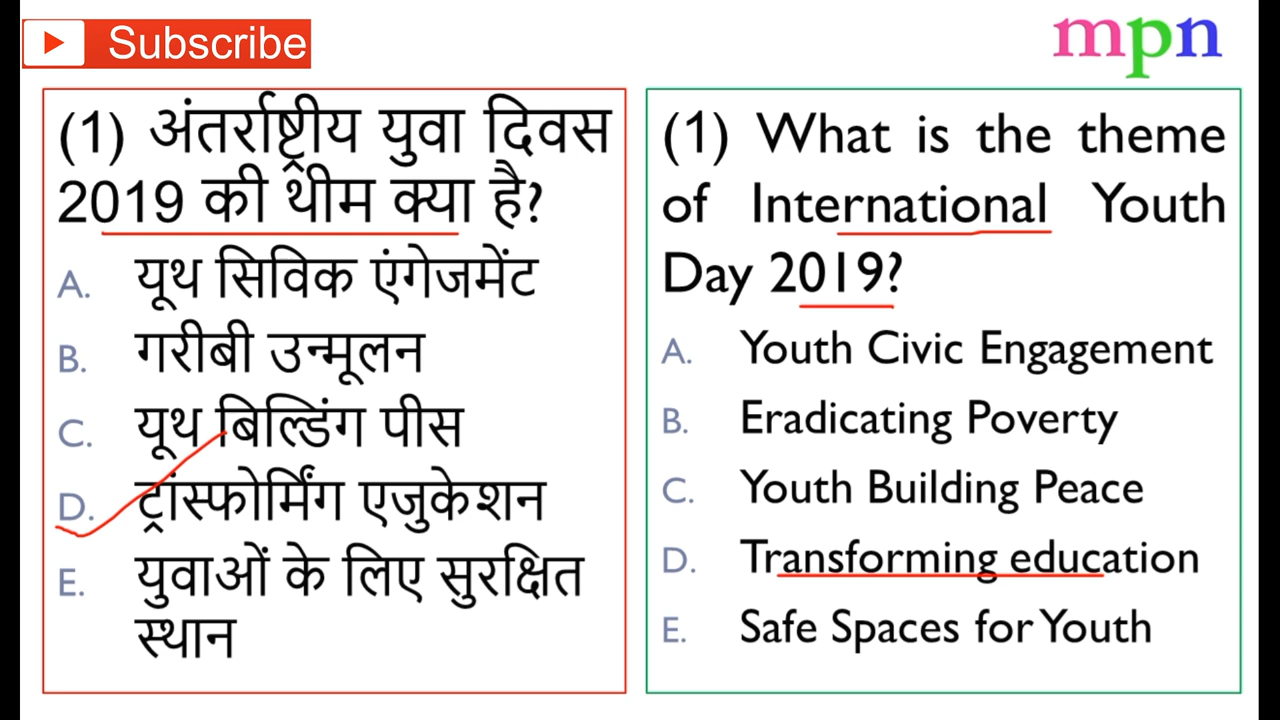 Subscribe
mpn
(1) अंतर्राष्ट्रीय युवा दिवस
2019 की थीम क्या है?
A. यूथ सिविक एंगेजमेंट
B. गरीबी उन्मूलन
C. यूथ बिल्डिंग पीस
D. ट्रांस्फोर्मिंग एजुकेशन
E. युवाओं के लिए सुरक्षित
स्थान
(1) What is the theme
of International Youth
Day 2019?
A. Youth Civic Engagement
B. Eradicating Poverty
C. Youth Building Peace
D. Transforming education
E. Safe Spaces for Youth